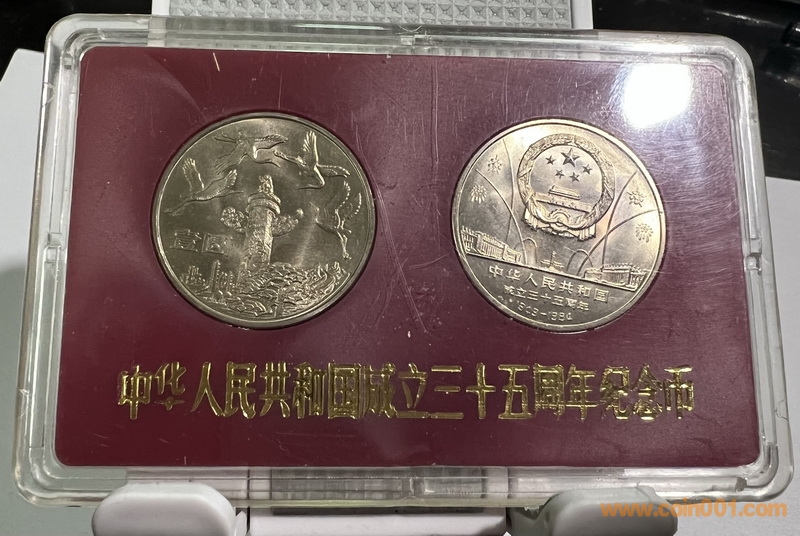 壹圆
中华人民共和国
成立三十五周年
1949-1984
中华人民共和国成立三十五周年纪念币
www.coin001.com